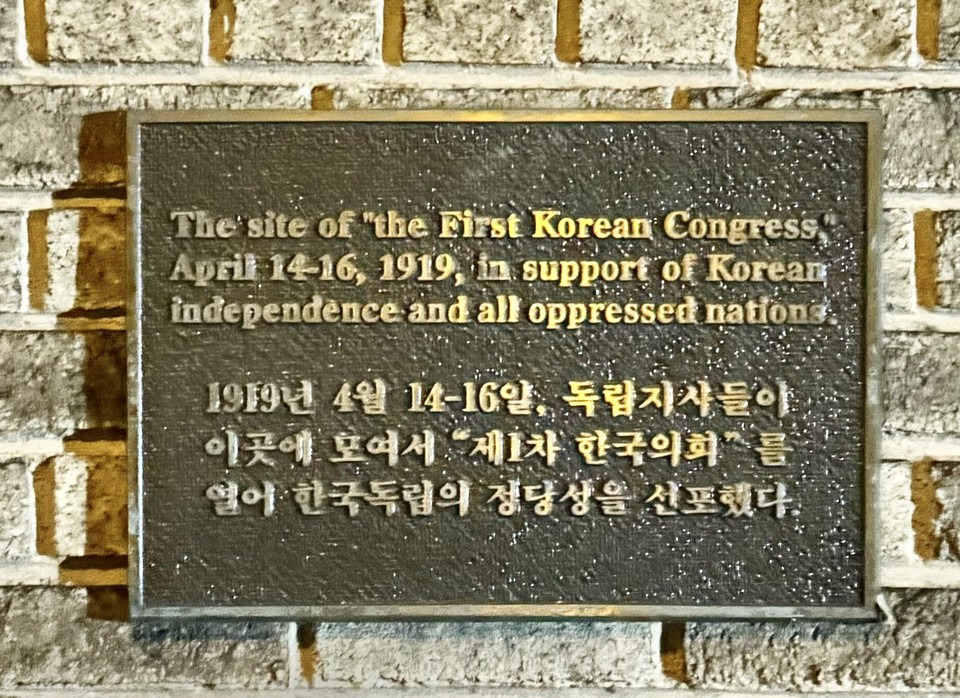 The site of "the First Korean Congress,"
April 14-16, 1919, in support of Korean
independence and all oppressed nations.
1919년 4월 14-16일, 독립지사들이
이곳에 모여서 “제1차 한국의회” 를
열어 한국독립의 정당성을 선포했다.